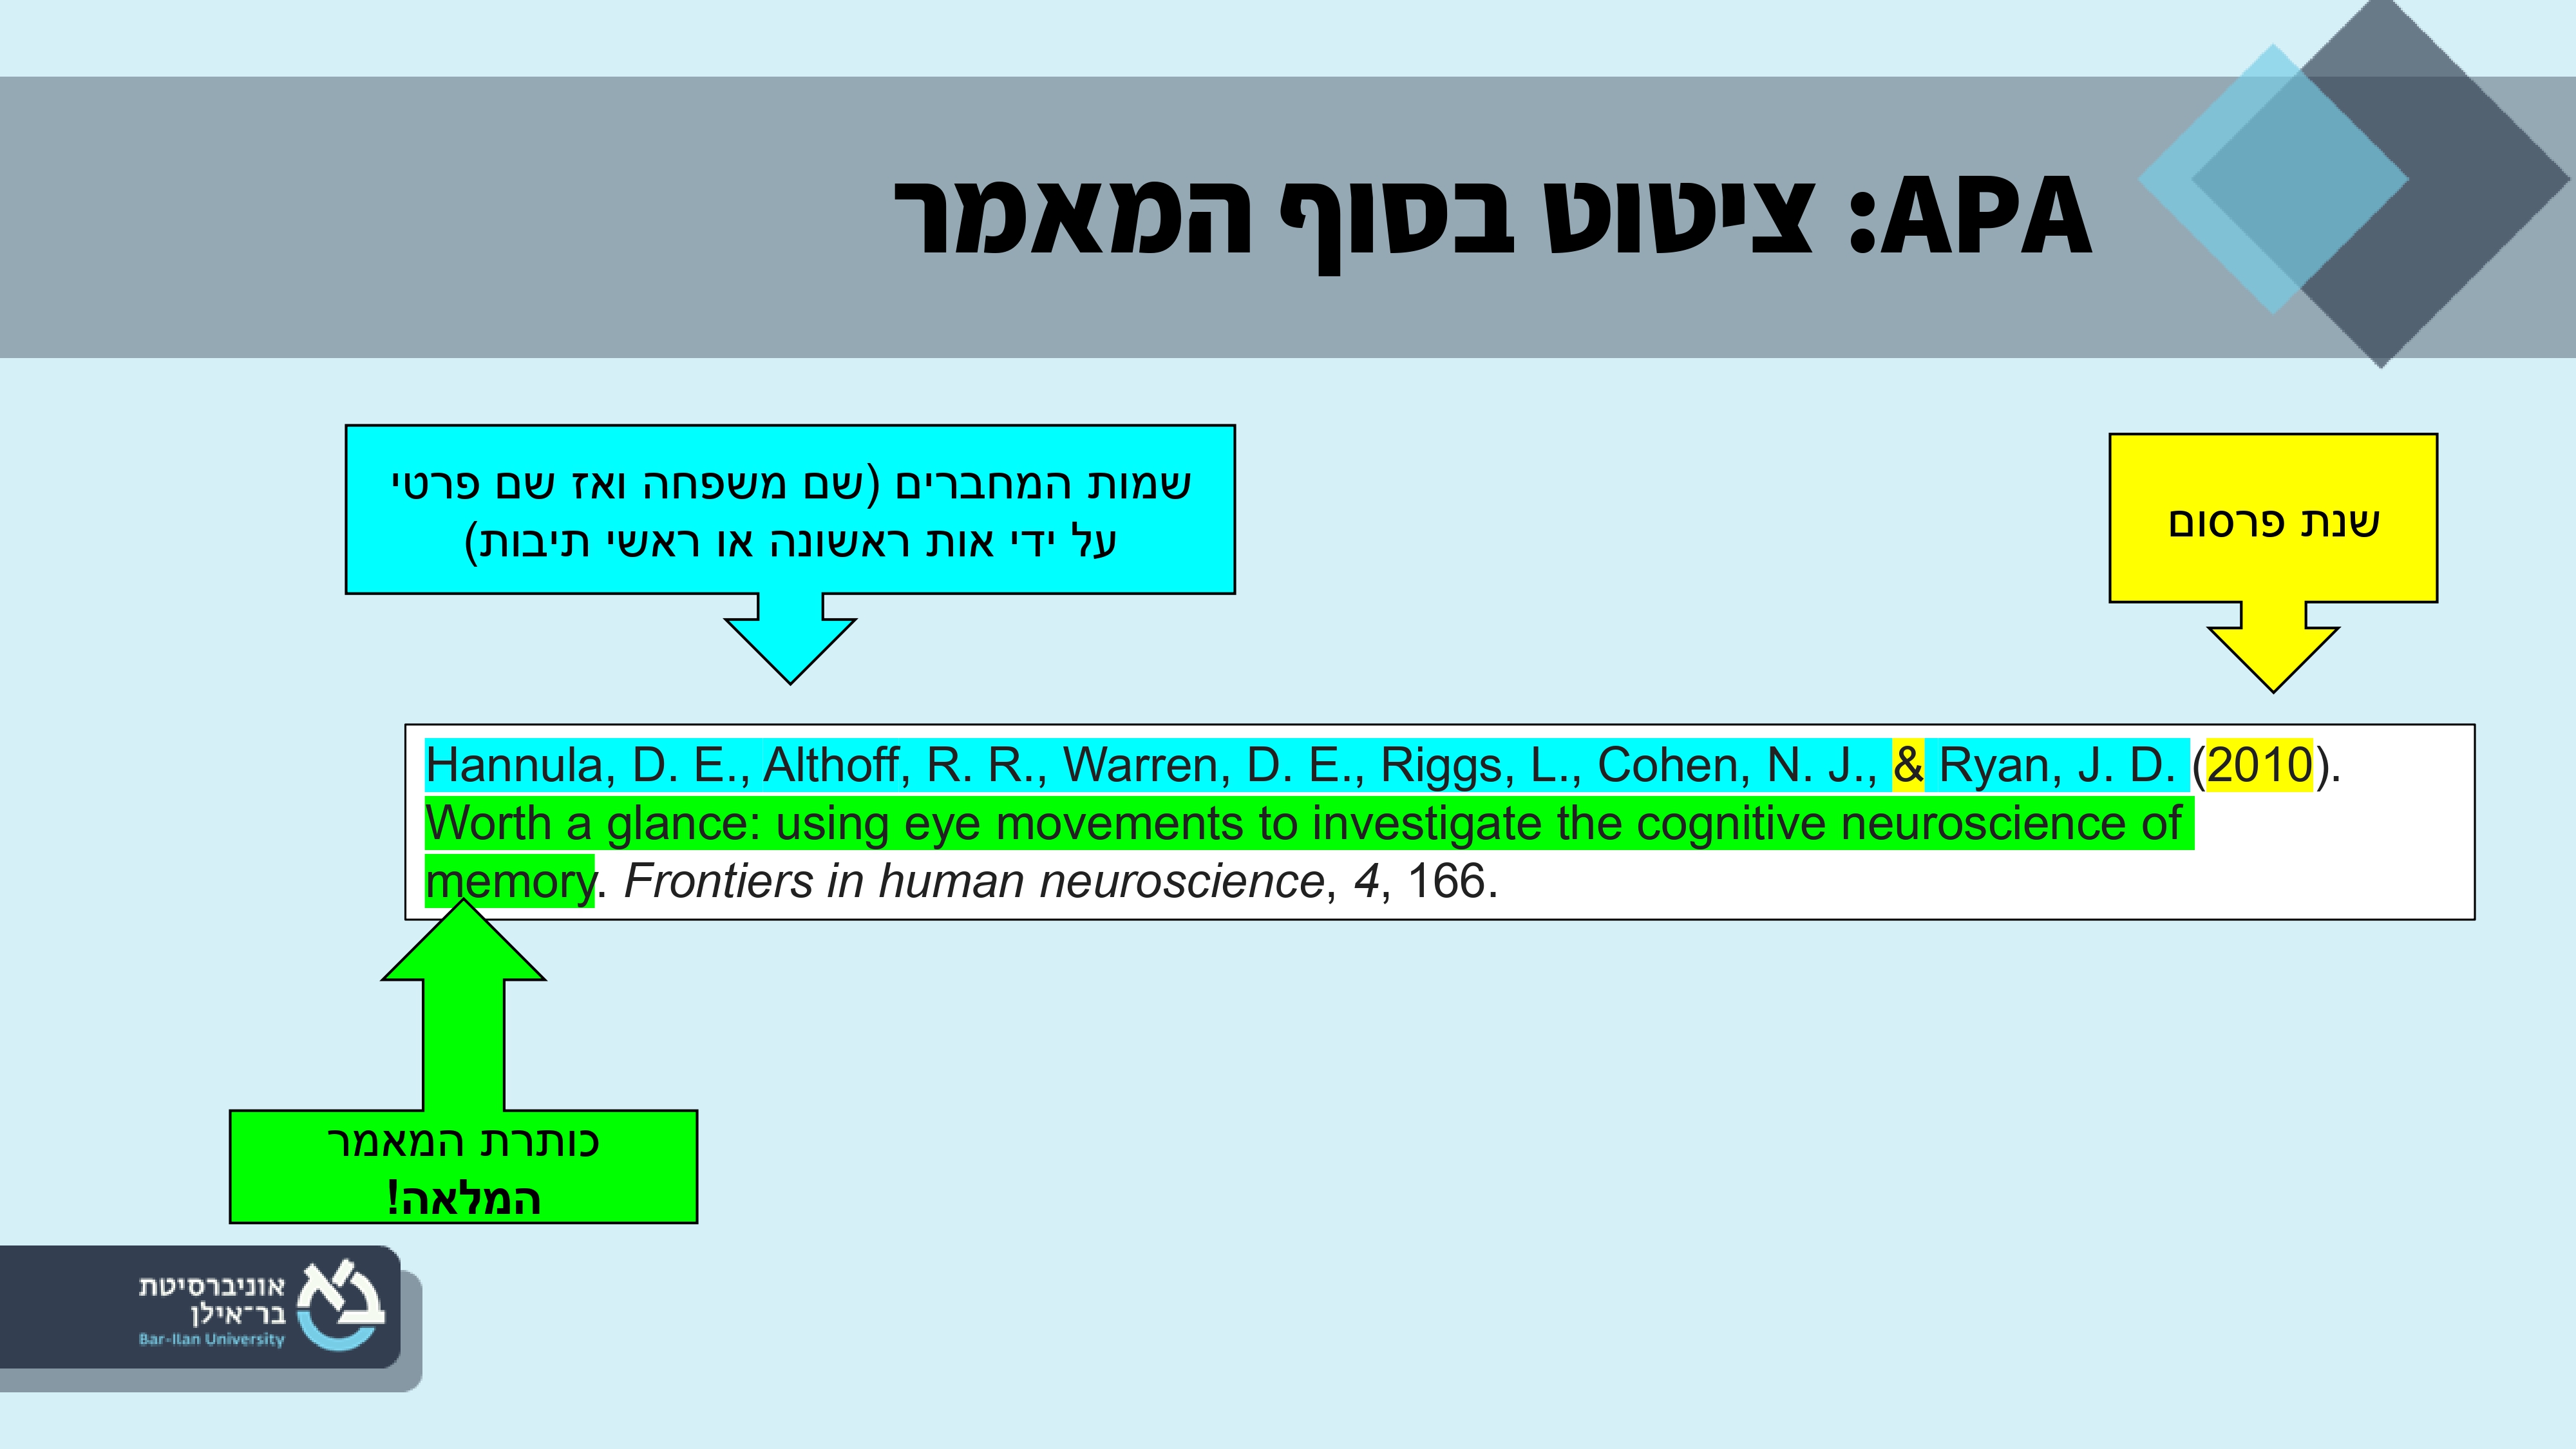 APA: ציטוט בסוף המאמר
שמות המחברים (שם משפחה ואז שם פרטי
על ידי אות ראשונה או ראשי תיבות)
שנת פרסום
Hannula, D. E., Althoff, R. R., Warren, D. E., Riggs, L., Cohen, N. J., & Ryan, J. D. (2010).
Worth a glance: using eye movements to investigate the cognitive neuroscience of
memory. Frontiers in human neuroscience, 4, 166.
כותרת המאמר
המלאה!
אוניברסיטת
בר־אילן
Bar-Ilan University